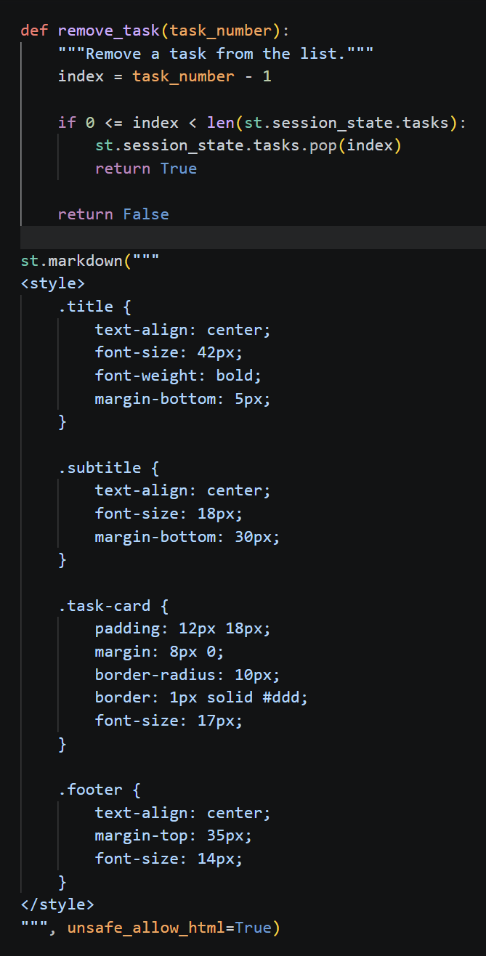 def remove_task(task_number):
    """Remove a task from the list."""
    index = task_number - 1

    if 0 <= index < len(st.session_state.tasks):
        st.session_state.tasks.pop(index)
        return True

    return False

st.markdown("""
<style>
    .title {
        text-align: center;
        font-size: 42px;
        font-weight: bold;
        margin-bottom: 5px;
    }

    .subtitle {
        text-align: center;
        font-size: 18px;
        margin-bottom: 30px;
    }

    .task-card {
        padding: 12px 18px;
        margin: 8px 0;
        border-radius: 10px;
        border: 1px solid #ddd;
        font-size: 17px;
    }

    .footer {
        text-align: center;
        margin-top: 35px;
        font-size: 14px;
    }
</style>
""", unsafe_allow_html=True)